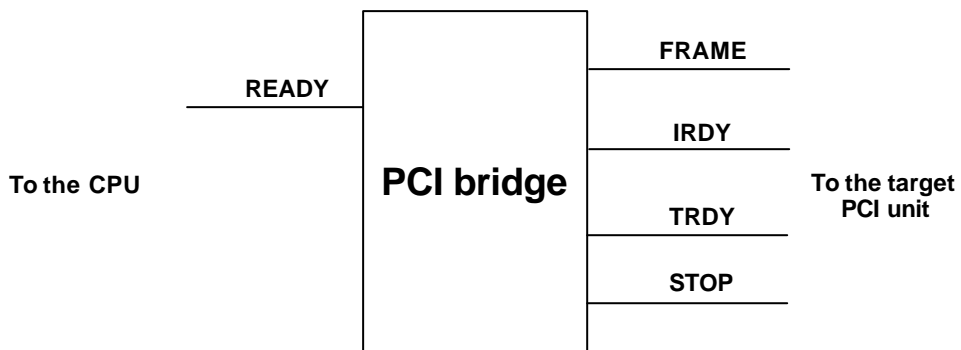 FRAME
READY
IRDY
To the CPU
PCI bridge
To the target
PCI unit
TRDY
STOP